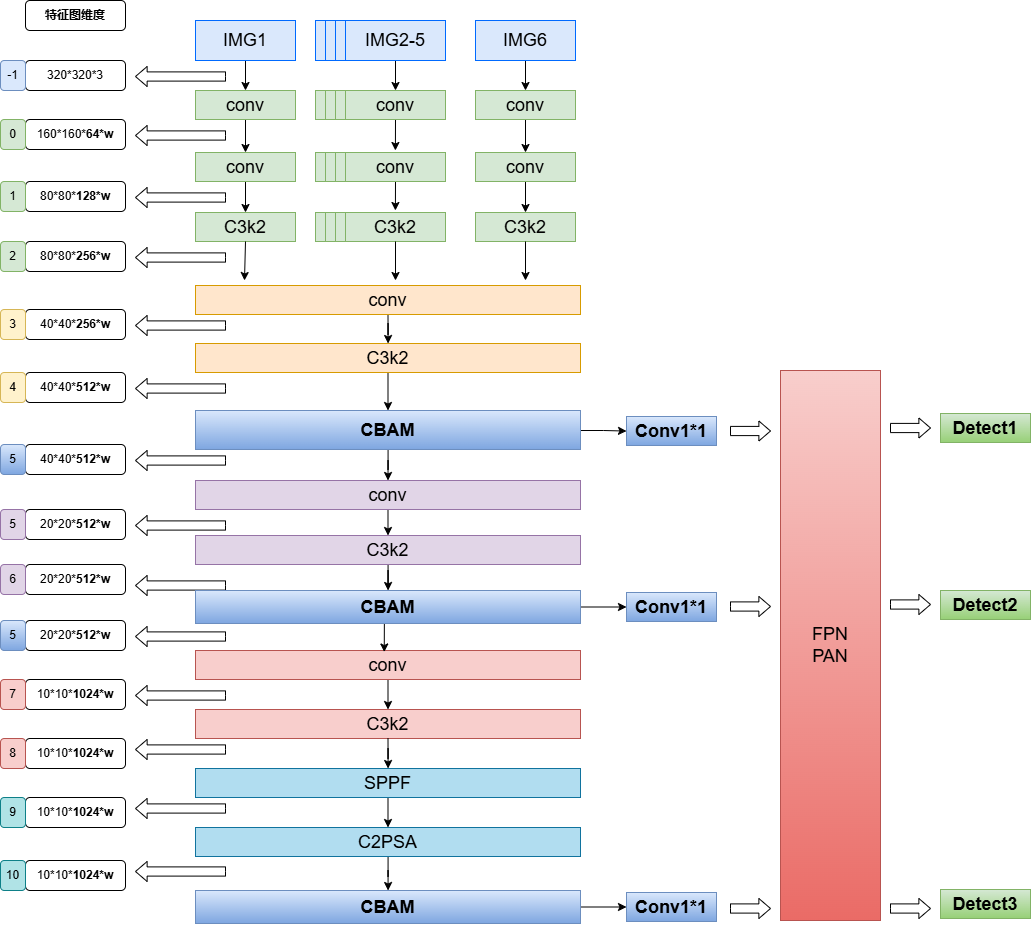 特征图维度
IMG1
IMG2-5
IMG6
-1
320*320*3
conv
conv
conv
0
160*160*64*w
conv
conv
conv
1
80*80*128*w
C3k2
C3k2
C3k2
2
80*80*256*w
conv
3
40*40*256*w
C3k2
4
40*40*512*w
CBAM
Conv1*1
Detect1
5
40*40*512*w
conv
5
20*20*512*w
C3k2
6
20*20*512*w
CBAM
Conv1*1
Detect2
5
20*20*512*w
FPN
PAN
conv
7
10*10*1024*w
C3k2
8
10*10*1024*w
SPPF
9
10*10*1024*w
C2PSA
10
10*10*1024*w
CBAM
Conv1*1
Detect3